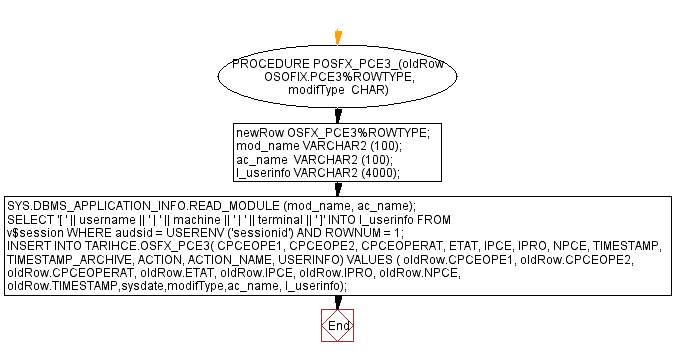 PROCEDURE POSFX_PCE3_(oldRow
OSOFIX.PCE3%ROWTYPE,
modifType  CHAR)
newRow OSFX_PCE3%ROWTYPE;
mod_name VARCHAR2 (100);
ac_name  VARCHAR2 (100);
l_userinfo VARCHAR2 (4000);
SYS.DBMS_APPLICATION_INFO.READ_MODULE (mod_name, ac_name);
SELECT '[ ' || username || ' | ' || machine || ' | ' || terminal || ' ]' INTO l_userinfo FROM
v$session WHERE audsid = USERENV ('sessionid') AND ROWNUM = 1;
INSERT INTO TARIHCE.OSFX_PCE3( CPCEOPE1, CPCEOPE2, CPCEOPERAT, ETAT, IPCE, IPRO, NPCE, TIMESTAMP,
TIMESTAMP_ARCHIVE, ACTION, ACTION_NAME, USERINFO) VALUES ( oldRow.CPCEOPE1, oldRow.CPCEOPE2,
oldRow.CPCEOPERAT, oldRow.ETAT, oldRow.IPCE, oldRow.IPRO, oldRow.NPCE,
oldRow.TIMESTAMP,sysdate,modifType,ac_name, l_userinfo);
End